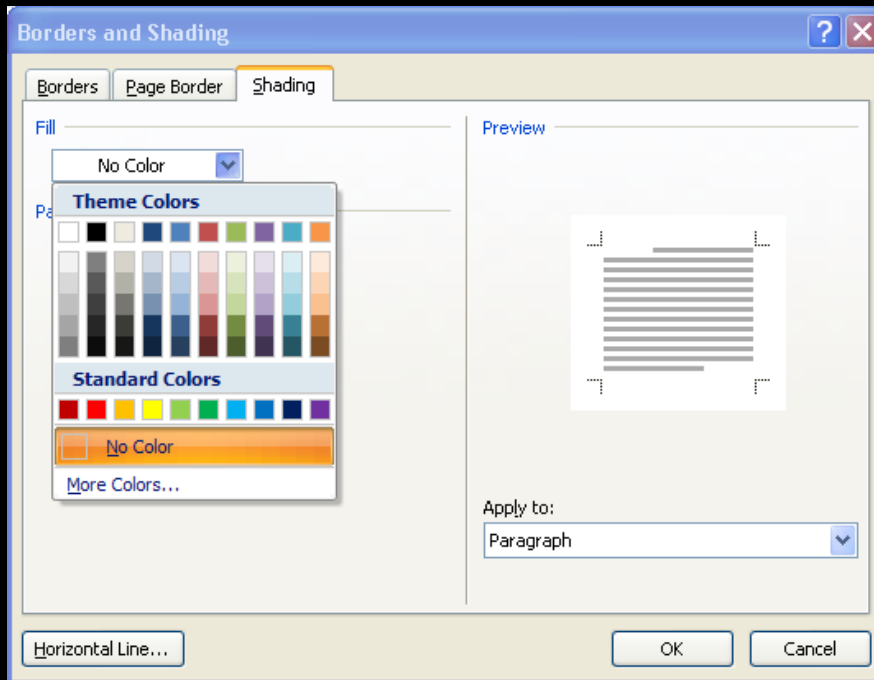 Borders and Shading
Borders
Page Border
Shading
Fill
No Color
Pa
Theme Colors
Standard Colors
No Color
More Colors...
Preview
Apply to:
Paragraph
Horizontal Line...
OK
Cancel